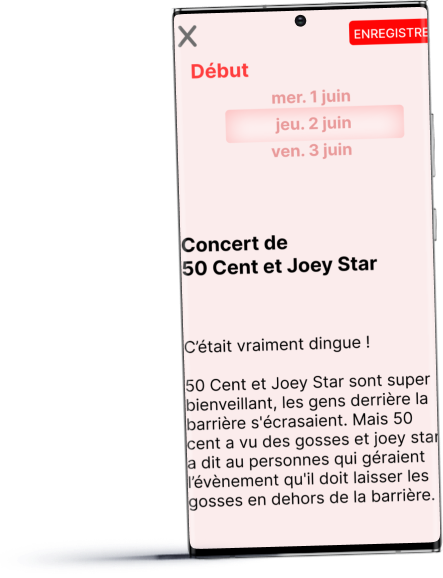 ENREGISTRE
Début
mer. 1 juin
jeu. 2 juin
ven. 3 juin
Concert de
50 Cent et Joey Star
C'était vraiment dingue !
50 Cent et Joey Star sont super
bienveillant, les gens derrière la
barrière s'écrasaient. Mais 50
cent a vu des gosses et joey star
a dit au personnes qui géraient
l'évènement qu'il doit laisser les
gosses en dehors de la barrière.